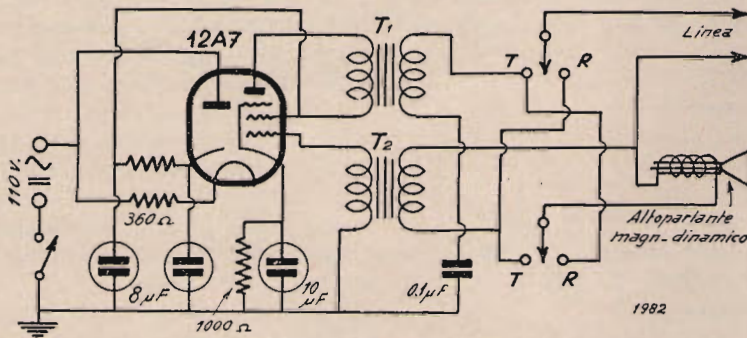 12A7
T1
T2
T
R
Linea
110 v.
360 Ω
8 μF
1000 Ω
10
μF
0.1 μF
T
R
Altoparlante
magn-dinamico
1982